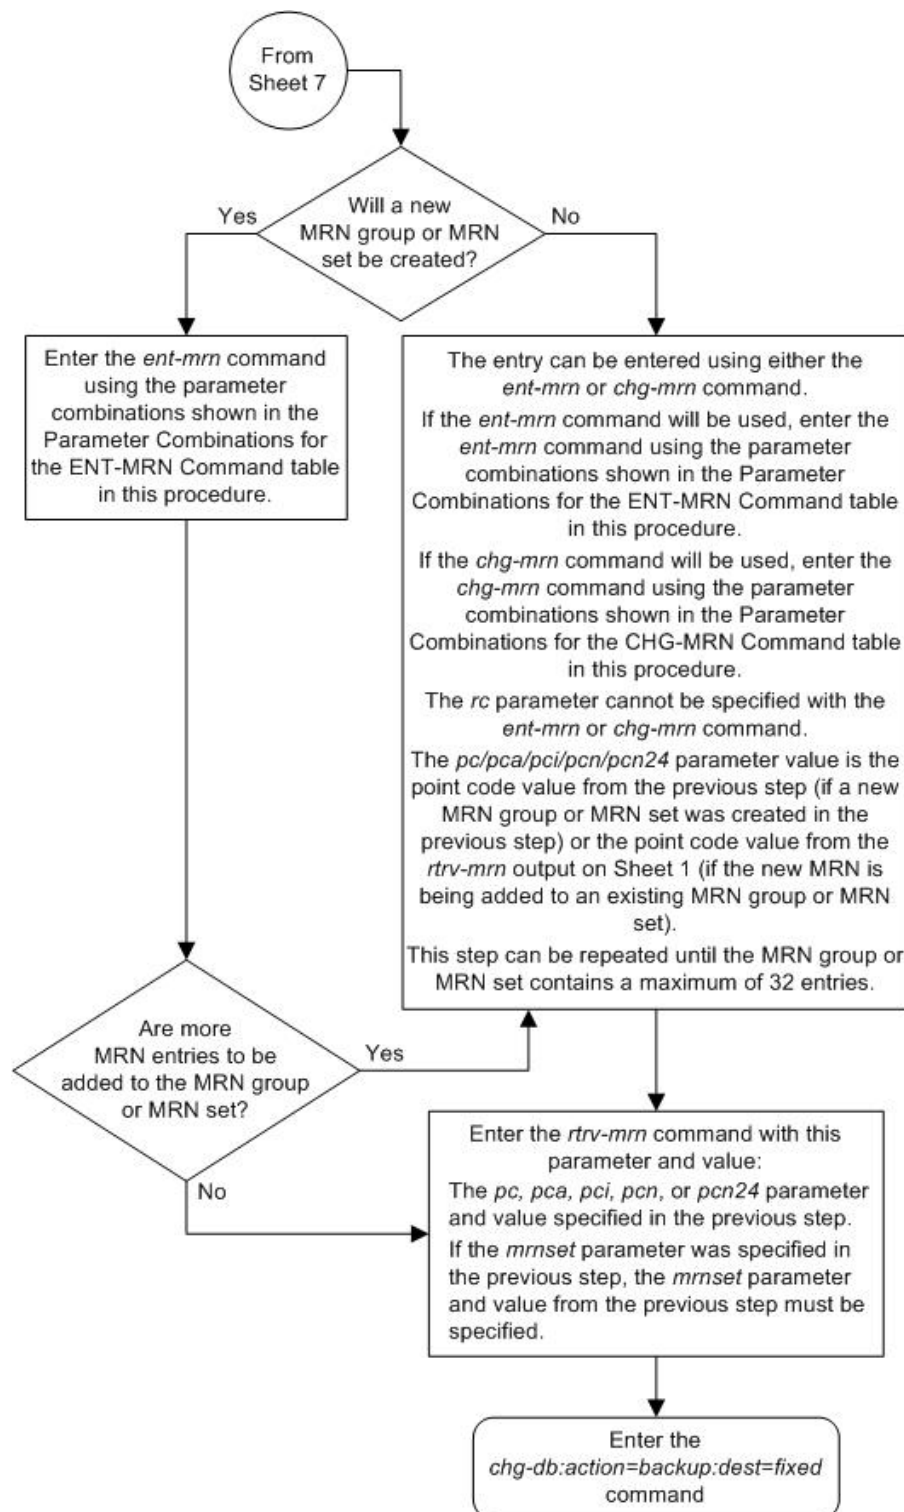 From
Sheet 7
Will a new
MRN group or MRN
set be created?
Yes
No
Enter the ent-mrn command
using the parameter
combinations shown in the
Parameter Combinations for
the ENT-MRN Command table
in this procedure.
The entry can be entered using either the
ent-mrn or chg-mrn command.
If the ent-mrn command will be used, enter the
ent-mrn command using the parameter
combinations shown in the Parameter
Combinations for the ENT-MRN Command table
in this procedure.
If the chg-mrn command will be used, enter the
chg-mrn command using the parameter
combinations shown in the Parameter
Combinations for the CHG-MRN Command table
in this procedure.
The rc parameter cannot be specified with the
ent-mrn or chg-mrn command.
The pc/pca/pci/pcn/pcn24 parameter value is the
point code value from the previous step (if a new
MRN group or MRN set was created in the
previous step) or the point code value from the
rtrv-mrn output on Sheet 1 (if the new MRN is
being added to an existing MRN group or MRN
set).
This step can be repeated until the MRN group or
MRN set contains a maximum of 32 entries.
Are more
MRN entries to be
added to the MRN group
or MRN set?
Yes
No
Enter the rtrv-mrn command with this
parameter and value:
The pc, pca, pci, pcn, or pcn24 parameter
and value specified in the previous step.
If the mrnset parameter was specified in
the previous step, the mrnset parameter
and value from the previous step must be
specified.
Enter the
chg-db:action=backup:dest=fixed
command